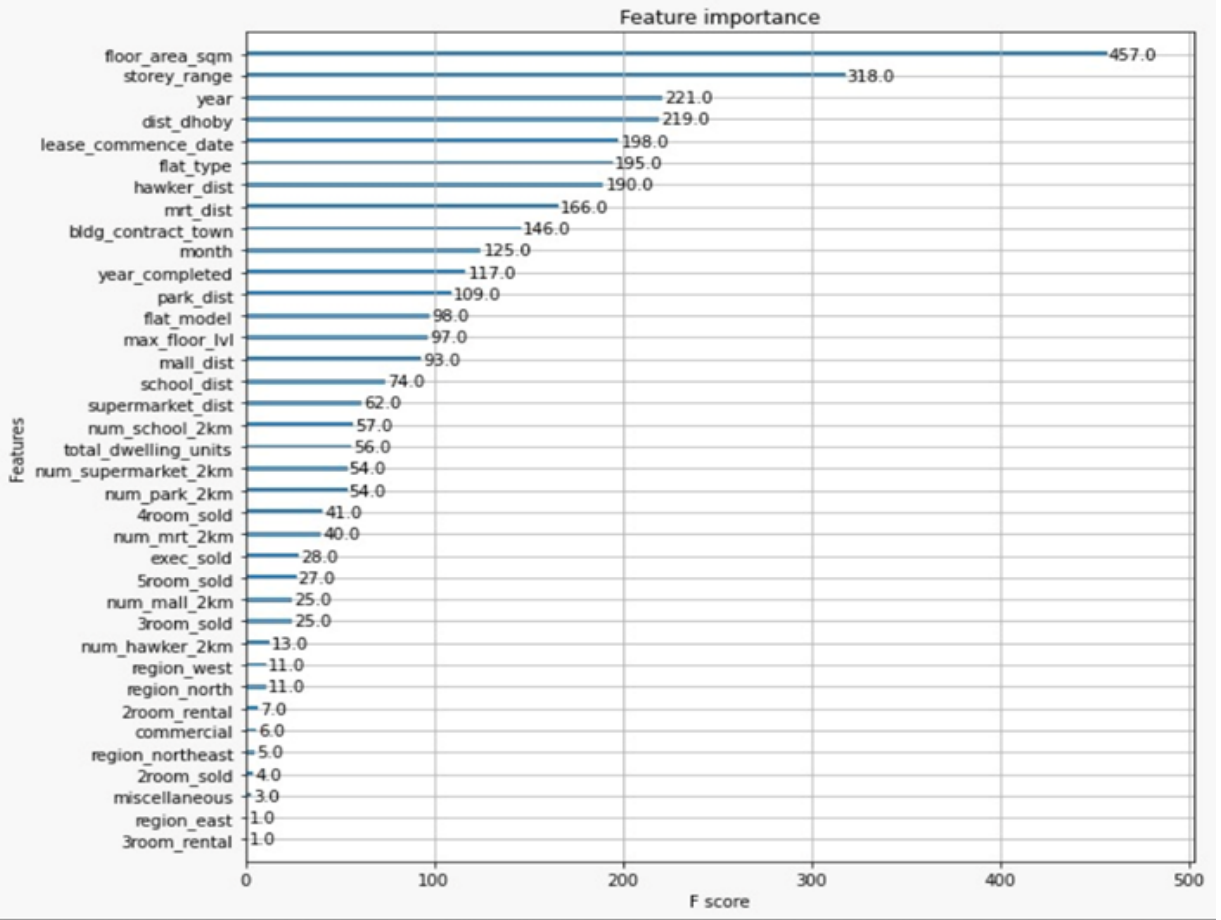 Feature importance
floor_area_sqm 457.0
storey_range 318.0
year 221.0
dist_dhoby 219.0
lease_commence_date 198.0
flat_type 195.0
hawker_dist 190.0
mrt_dist 166.0
bldg_contract_town 146.0
month 125.0
year_completed 117.0
park_dist 109.0
flat_model 98.0
max_floor_lvl 97.0
mall_dist 93.0
school_dist 74.0
supermarket_dist 62.0
num_school_2km 57.0
total_dwelling_units 56.0
num_supermarket_2km 54.0
num_park_2km 54.0
4room_sold 41.0
num_mrt_2km 40.0
exec_sold 28.0
5room_sold 27.0
num_mall_2km 25.0
3room_sold 25.0
num_hawker_2km 13.0
region_west 11.0
region_north 11.0
2room_rental 7.0
commercial 6.0
region_northeast 5.0
2room_sold 4.0
miscellaneous 3.0
region_east 1.0
3room_rental 1.0
Features
0 100 200 300 400 500
F score